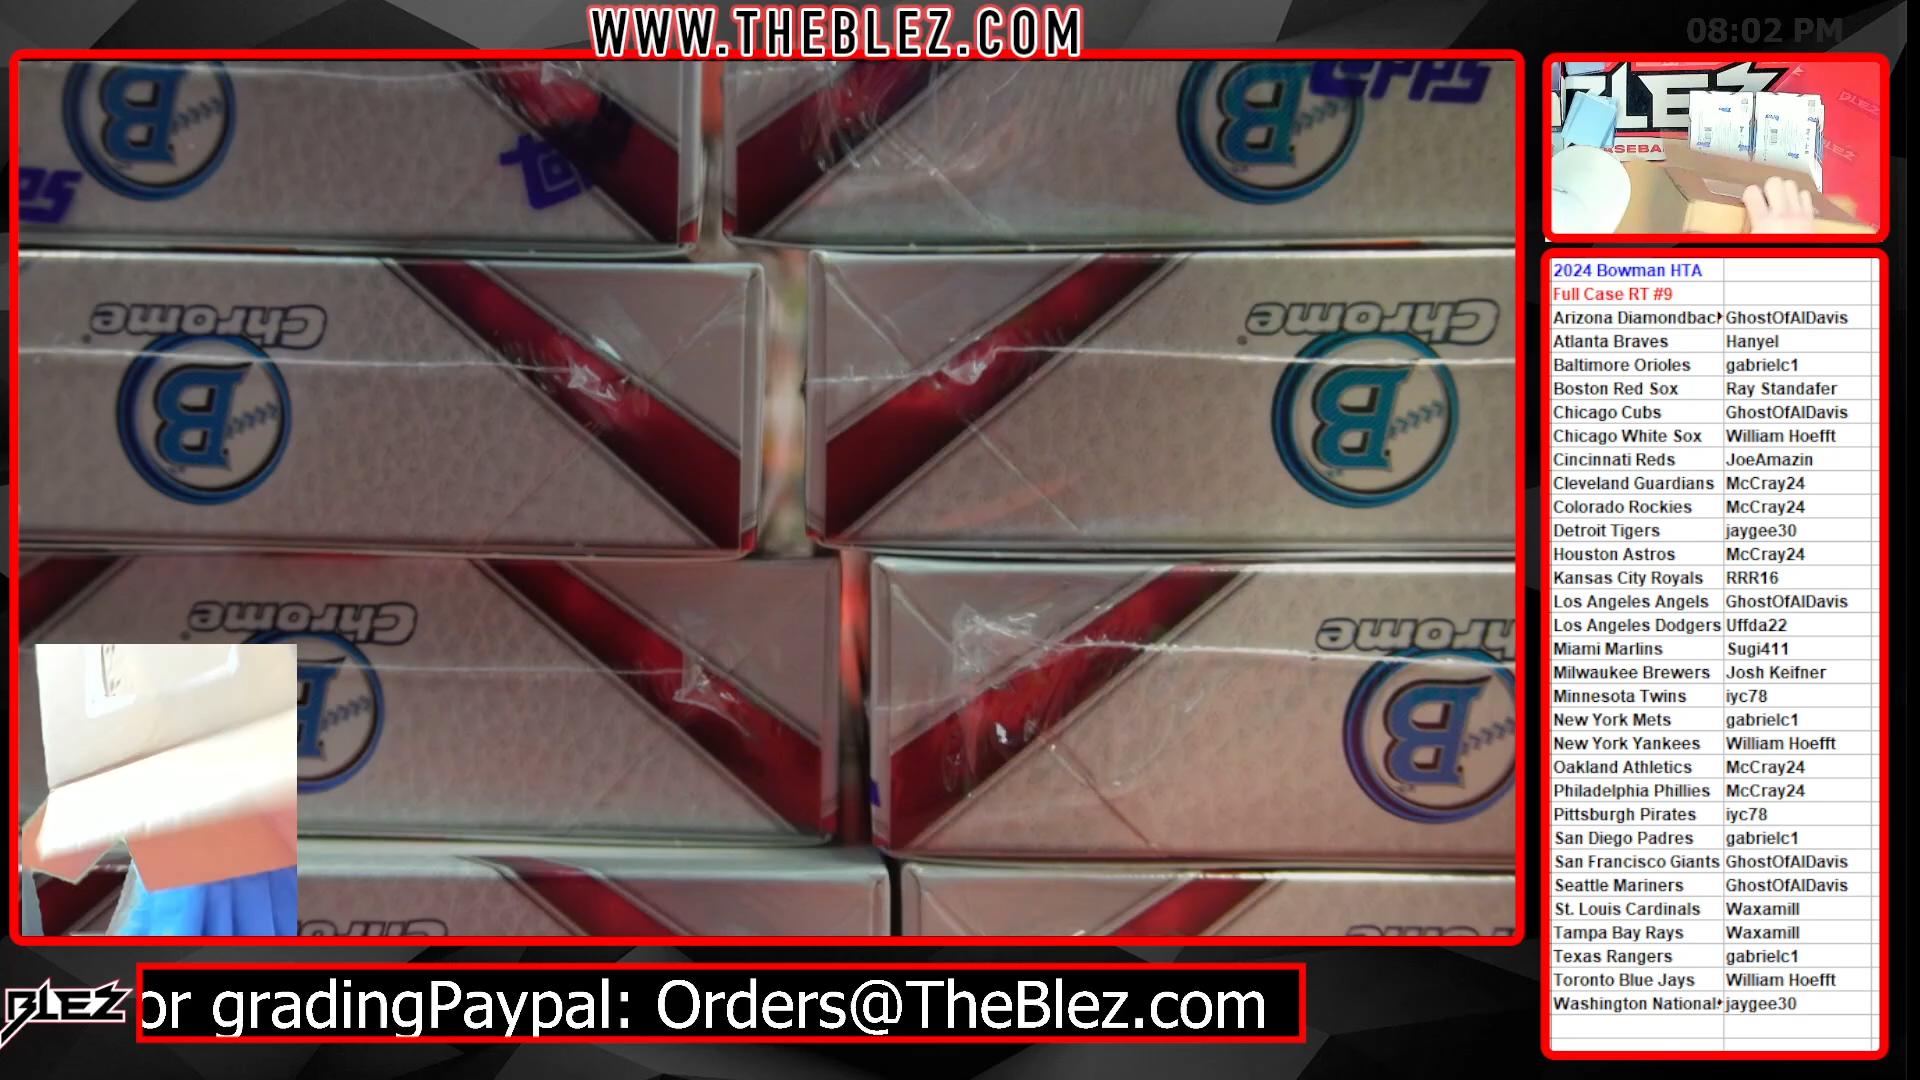 WWW.THEBLEZ.COM
08:02 PM
BLEZ
2024 Bowman HTA
Full Case RT #9
Arizona Diamondbac GhostOfAlDavis
Atlanta Braves Hanyel
Baltimore Orioles gabrielc1
Boston Red Sox Ray Standafer
Chicago Cubs GhostOfAlDavis
Chicago White Sox William Hoefft
Cincinnati Reds JoeAmazin
Cleveland Guardians McCray24
Colorado Rockies McCray24
Detroit Tigers jaygee30
Houston Astros McCray24
Kansas City Royals RRR16
Los Angeles Angels GhostOfAlDavis
Los Angeles Dodgers Uffda22
Miami Marlins Sugi411
Milwaukee Brewers Josh Keifner
Minnesota Twins iyc78
New York Mets gabrielc1
New York Yankees William Hoefft
Oakland Athletics McCray24
Philadelphia Phillies McCray24
Pittsburgh Pirates iyc78
San Diego Padres gabrielc1
San Francisco Giants GhostOfAlDavis
Seattle Mariners GhostOfAlDavis
St. Louis Cardinals Waxamill
Tampa Bay Rays Waxamill
Texas Rangers gabrielc1
Toronto Blue Jays William Hoefft
Washington National jaygee30
B
B
Chrome
B
Chrome
B
Chrome
B
Chrome
B
BLEZ
or gradingPaypal: Orders@TheBlez.com